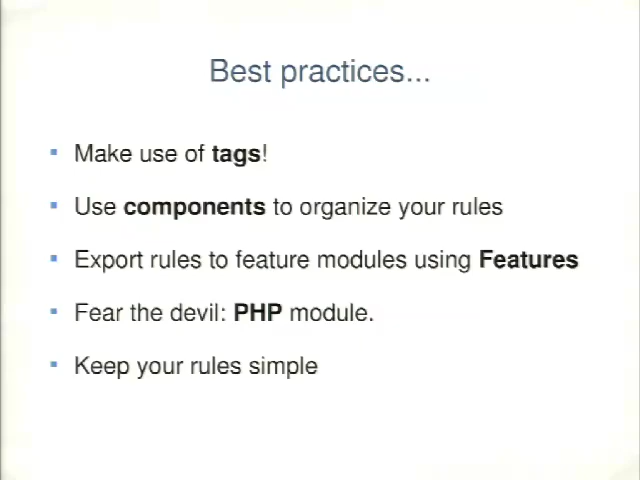 Best practices...
Make use of tags!
Use components to organize your rules
Export rules to feature modules using Features
Fear the devil: PHP module.
Keep your rules simple